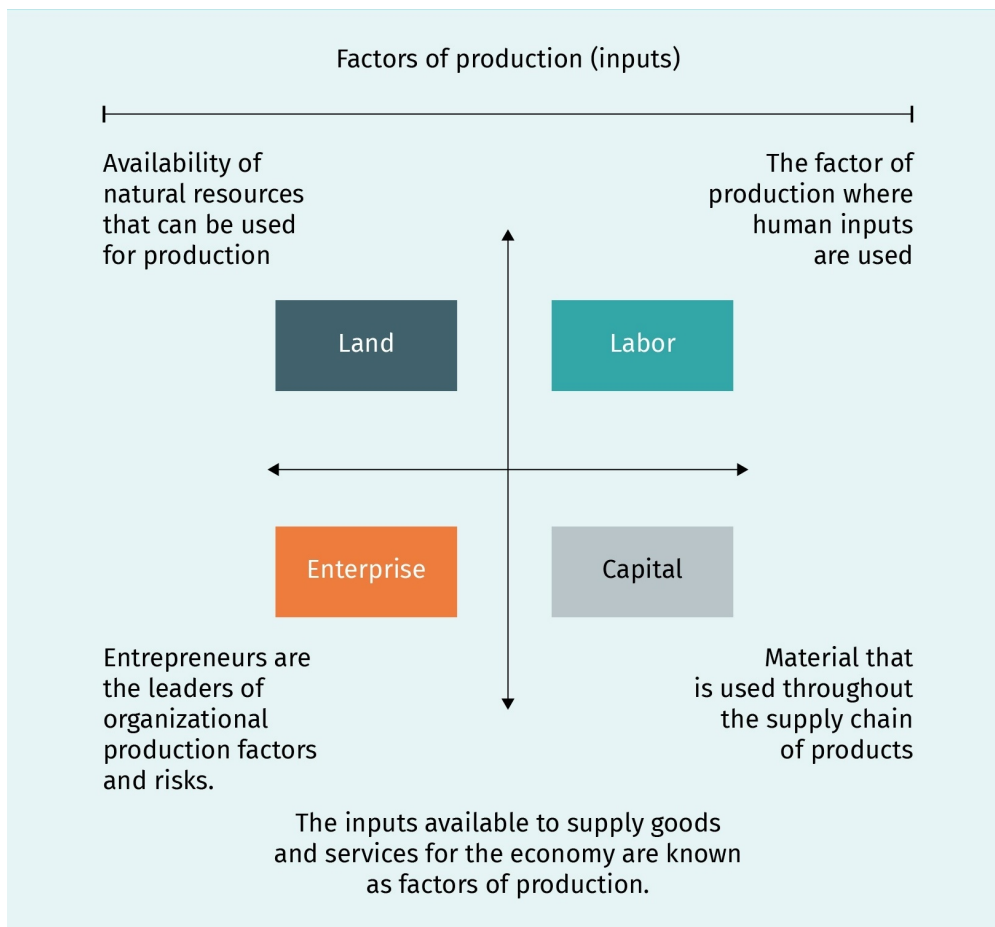 Factors of production (inputs)
Availability of
natural resources
that can be used
for production
The factor of
production where
human inputs
are used
Land
Labor
Enterprise
Capital
Entrepreneurs are
the leaders of
organizational
production factors
and risks.
Material that
is used throughout
the supply chain
of products
The inputs available to supply goods
and services for the economy are known
as factors of production.